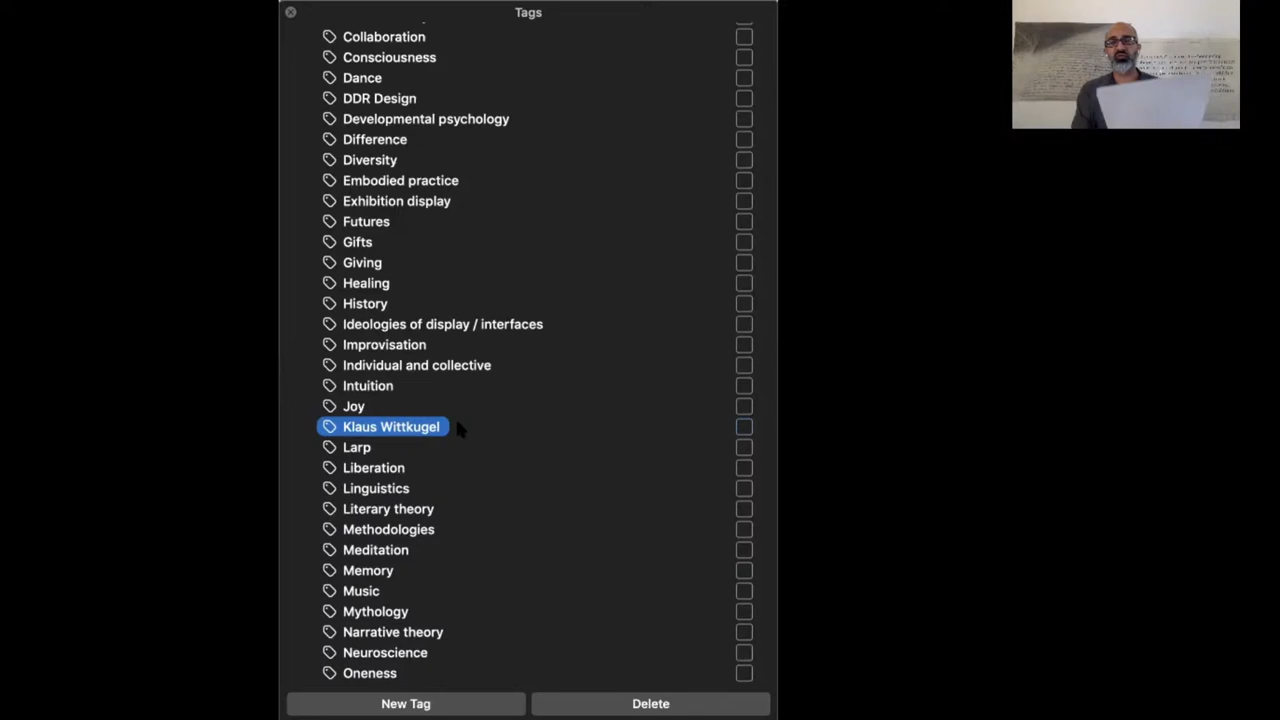 Tags
Collaboration
Consciousness
Dance
DDR Design
Developmental psychology
Difference
Diversity
Embodied practice
Exhibition display
Futures
Gifts
Giving
Healing
History
Ideologies of display / interfaces
Improvisation
Individual and collective
Intuition
Joy
Klaus Wittkugel
Larp
Liberation
Linguistics
Literary theory
Methodologies
Meditation
Memory
Music
Mythology
Narrative theory
Neuroscience
Oneness
New Tag
Delete